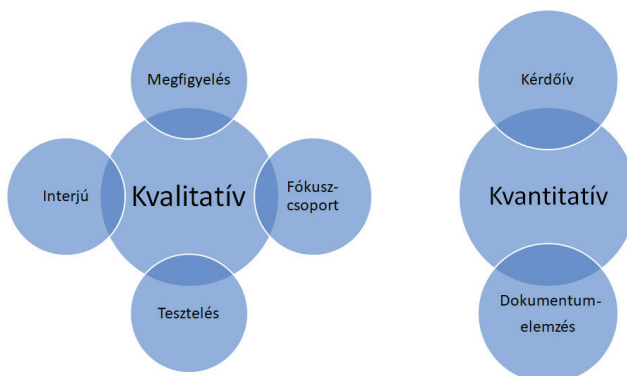 Megfigyelés
Interjú
Kvalitatív
Fókusz-
csoport
Tesztelés
Kérdőív
Kvantitatív
Dokumentum-
elemzés